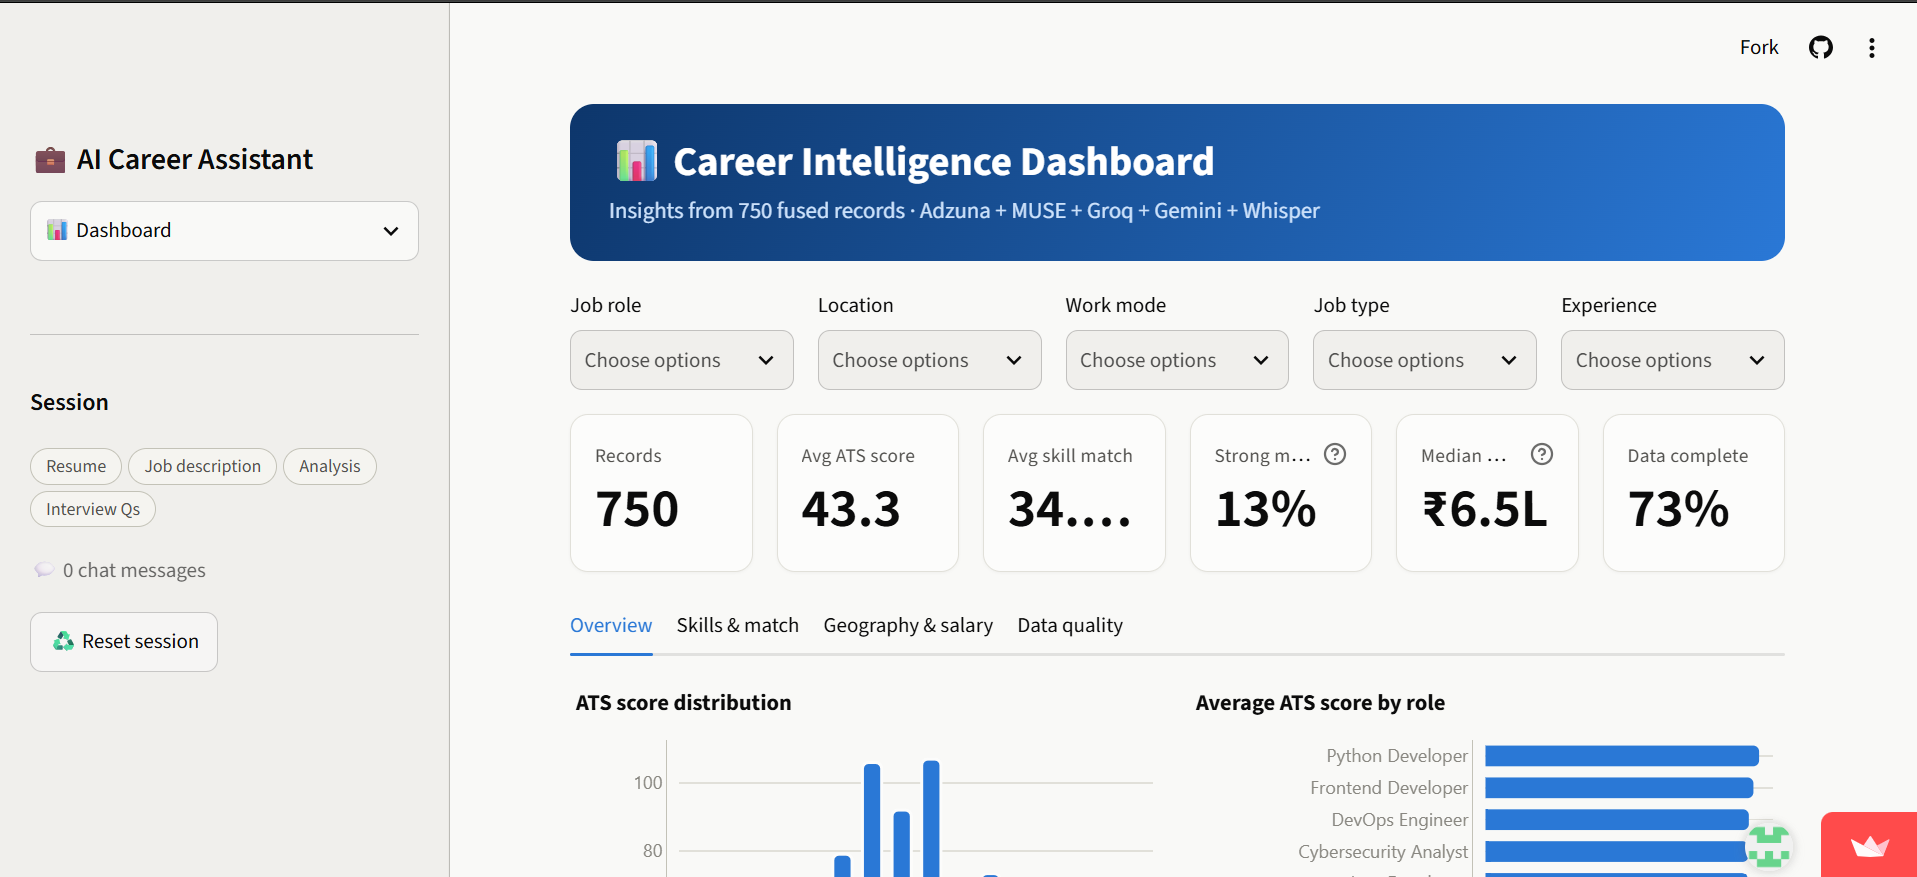 Fork
AI Career Assistant
Dashboard
Session
Resume
Job description
Analysis
Interview Qs
0 chat messages
Reset session
Career Intelligence Dashboard
Insights from 750 fused records · Adzuna + MUSE + Groq + Gemini + Whisper
Job role
Location
Work mode
Job type
Experience
Choose options
Choose options
Choose options
Choose options
Choose options
Records
750
Avg ATS score
43.3
Avg skill match
34....
Strong m...
13%
Median ...
₹6.5L
Data complete
73%
Overview
Skills & match
Geography & salary
Data quality
ATS score distribution
100
80
Average ATS score by role
Python Developer
Frontend Developer
DevOps Engineer
Cybersecurity Analyst